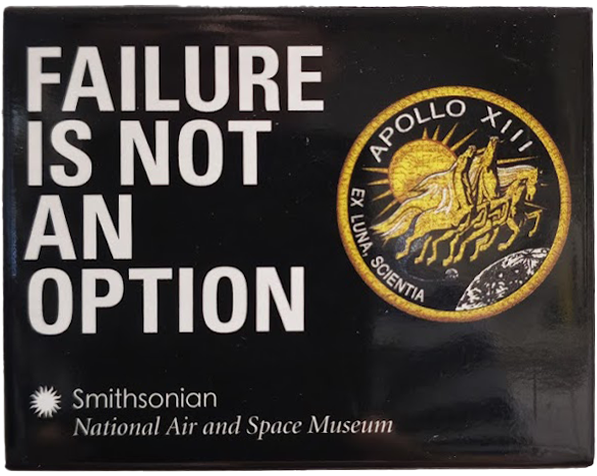 FAILURE
IS NOT
AN
OPTION
APOLLO XIII
EX LUNA, SCIENTIA
Smithsonian
National Air and Space Museum